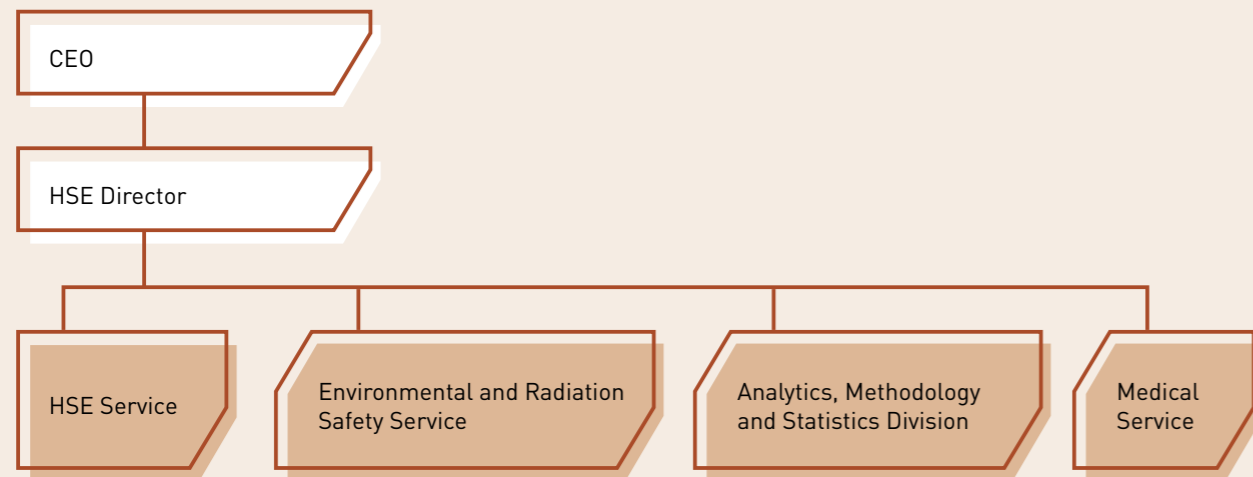 CEO
HSE Director
HSE Service
Environmental and Radiation
Safety Service
Analytics, Methodology
and Statistics Division
Medical
Service